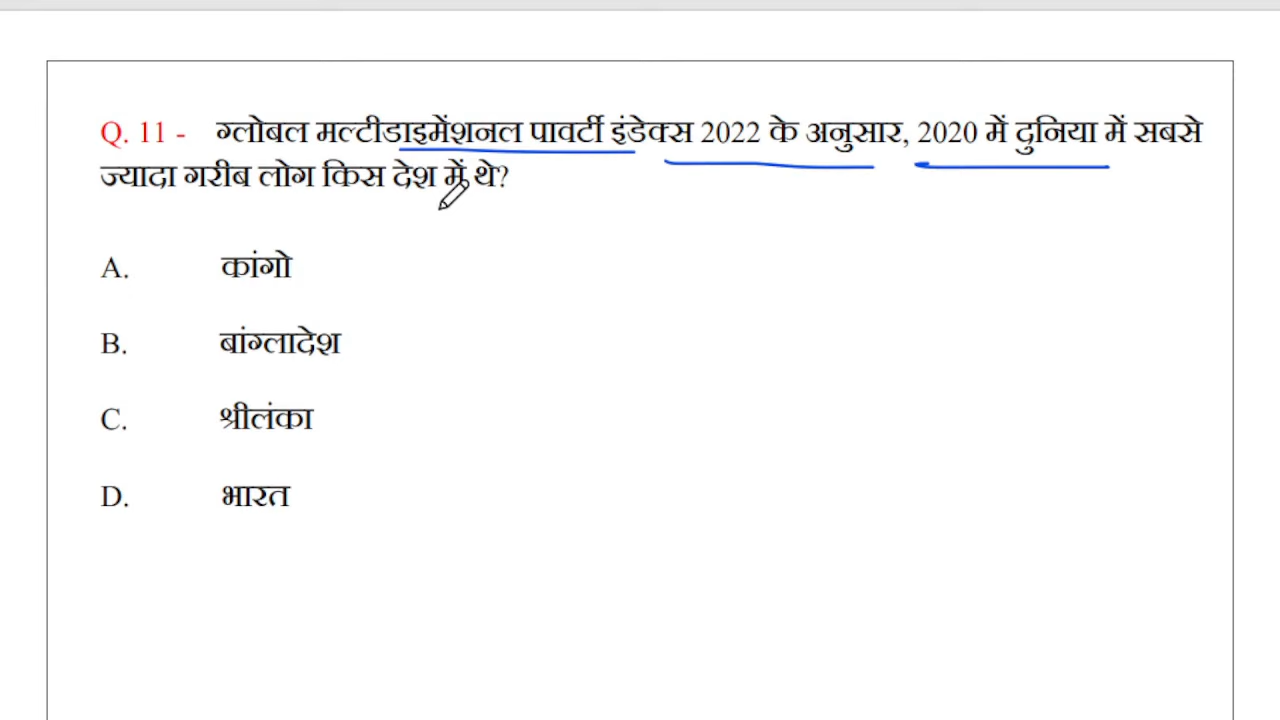 Q. 11 - ग्लोबल मल्टीडाइमेंशनल पावर्टी इंडेक्स 2022 के अनुसार, 2020 में दुनिया में सबसे
ज्यादा गरीब लोग किस देश में थे?
A. कांगो
B. बांग्लादेश
C. श्रीलंका
D. भारत